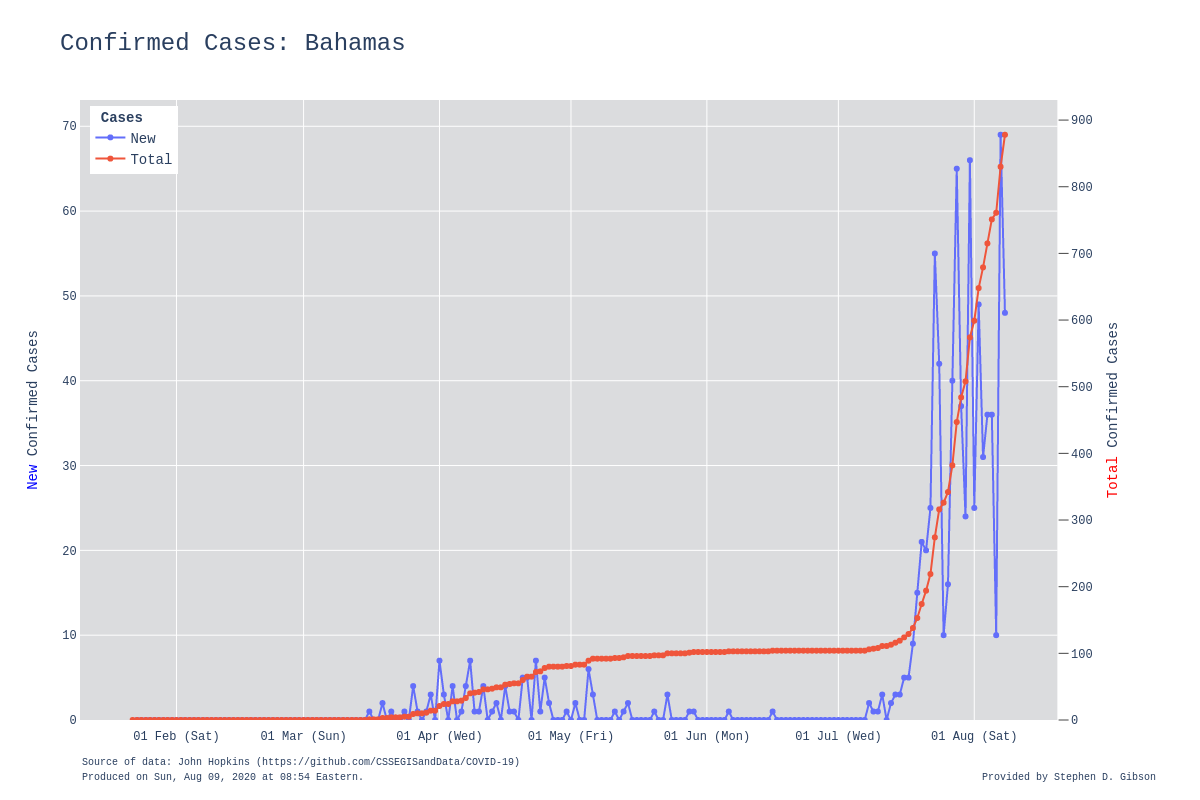 Confirmed Cases: Bahamas
Cases
New
Total
70
60
50
40
30
20
10
0
New Confirmed Cases
900
800
700
600
500
400
300
200
100
0
Total Confirmed Cases
01 Feb (Sat) 01 Mar (Sun) 01 Apr (Wed) 01 May (Fri) 01 Jun (Mon) 01 Jul (Wed) 01 Aug (Sat)
Source of data: John Hopkins (https://github.com/CSSEGISandData/COVID-19)
Produced on Sun, Aug 09, 2020 at 08:54 Eastern.
Provided by Stephen D. Gibson